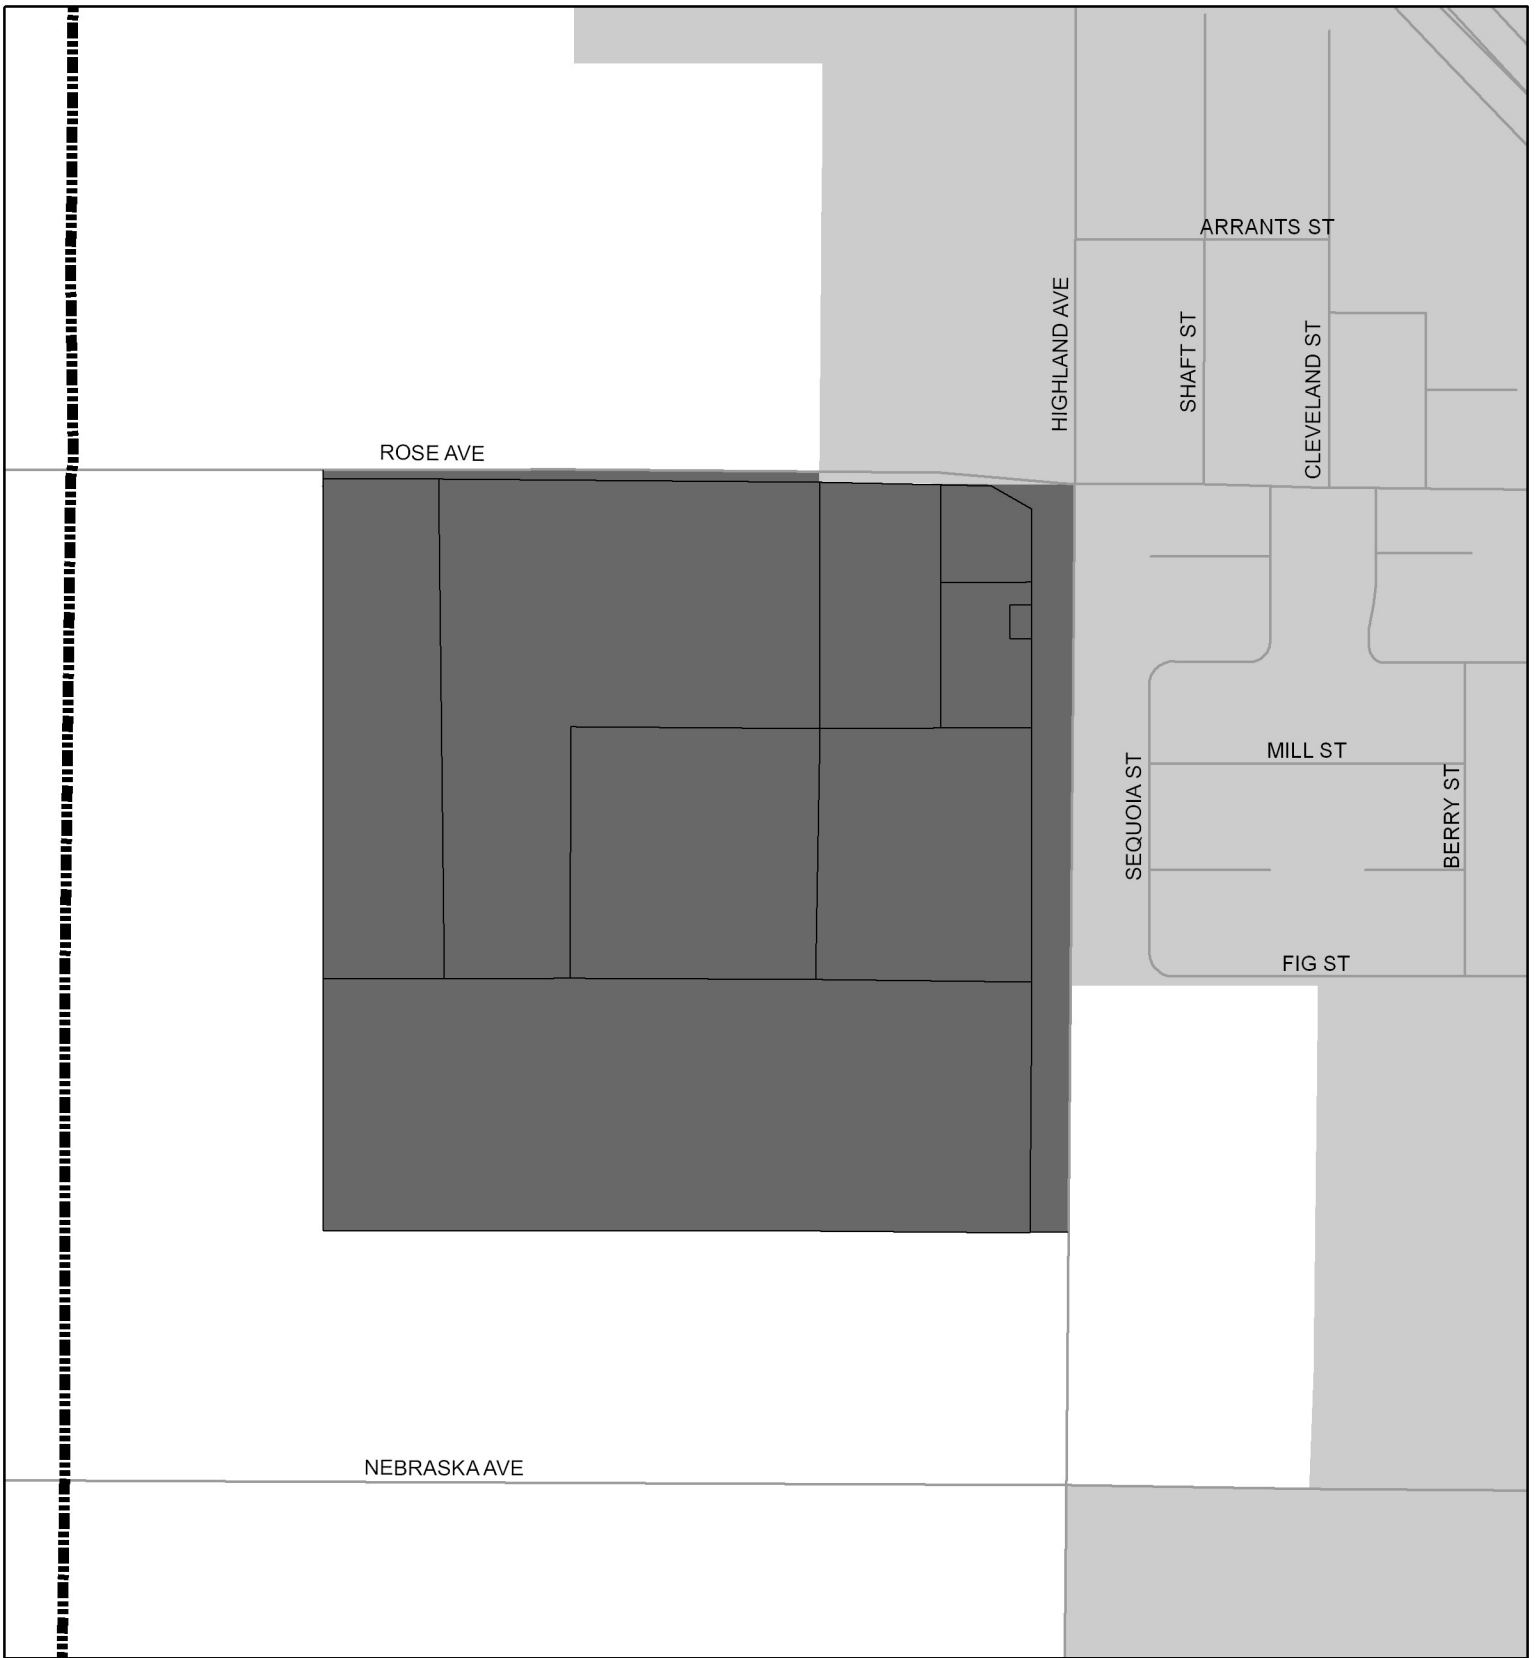 ARRANTS ST
HIGHLAND AVE
SHAFT ST
CLEVELAND ST
ROSE AVE
MILL ST
SEQUOIA ST
BERRY ST
FIG ST
NEBRASKA AVE